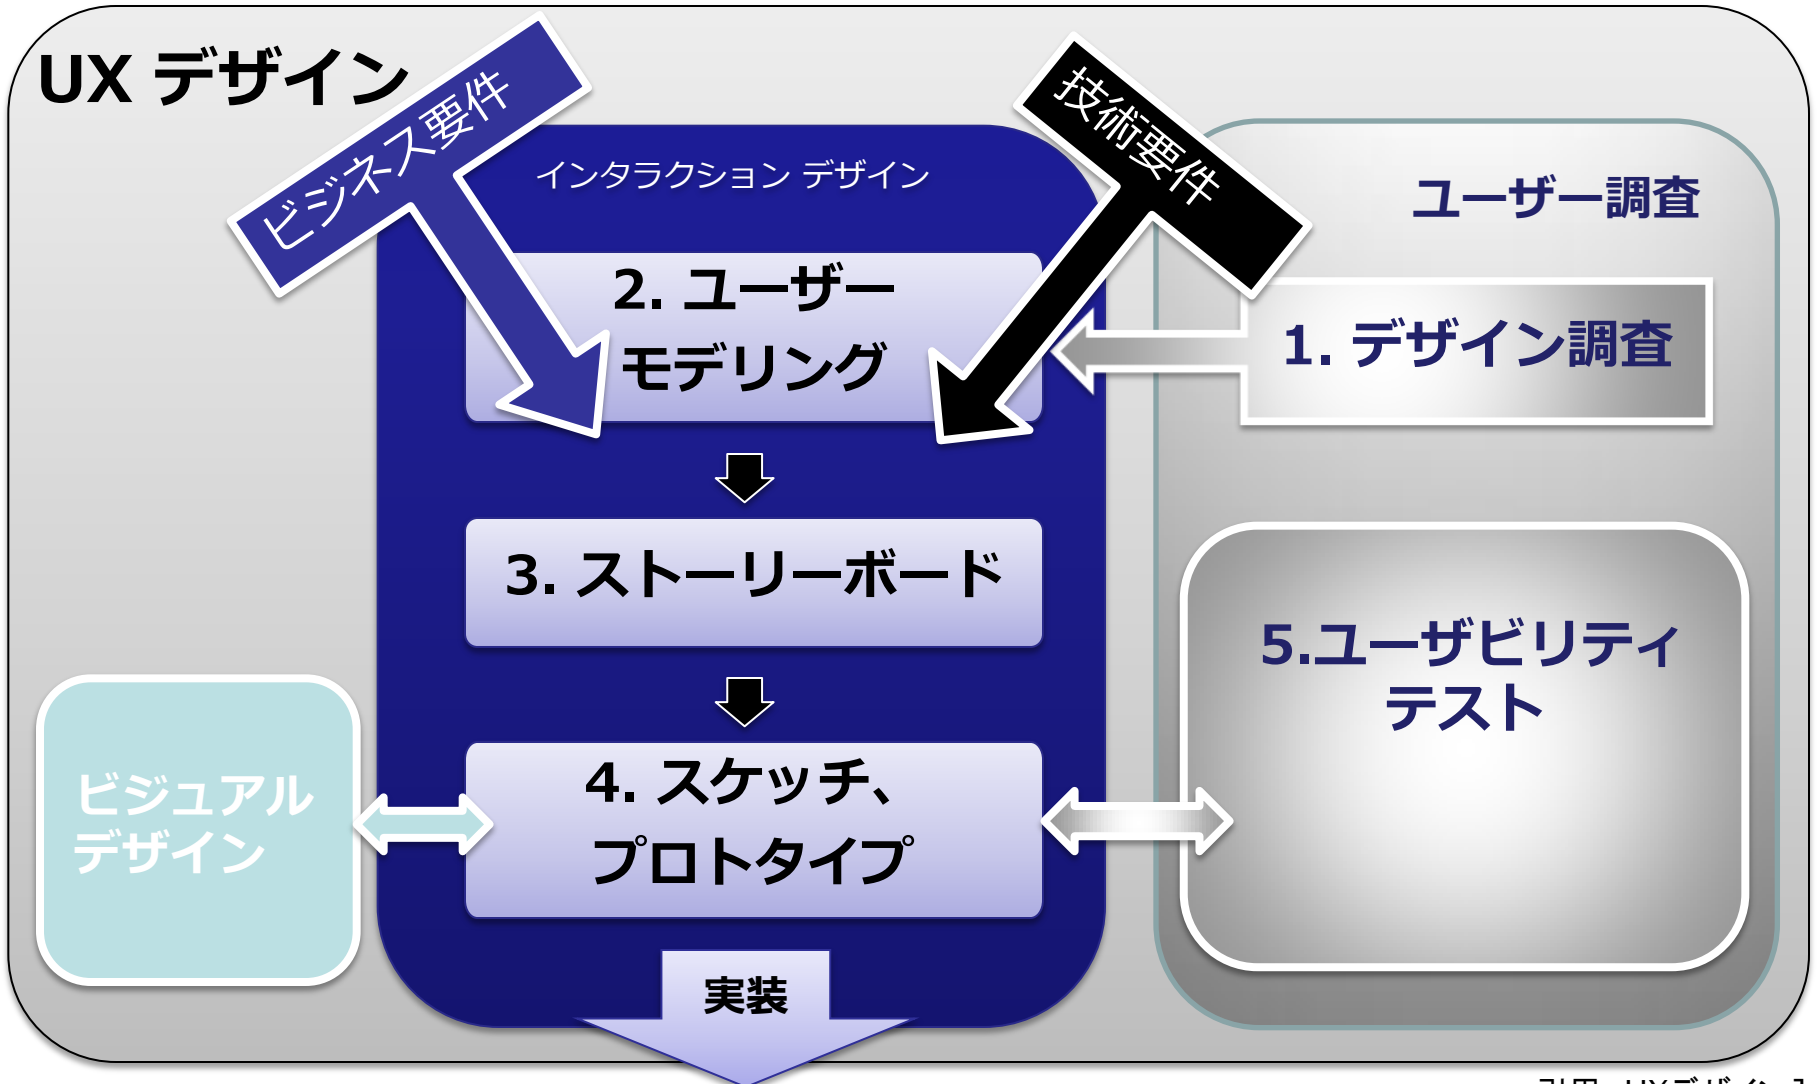 UX デザイン
ビジネス要件
技術要件
インタラクション デザイン
ユーザー調査
2. ユーザー
モデリング
1. デザイン調査
3. ストーリーボード
5.ユーザビリティ
テスト
4. スケッチ、
プロトタイプ
ビジュアル
デザイン
実装